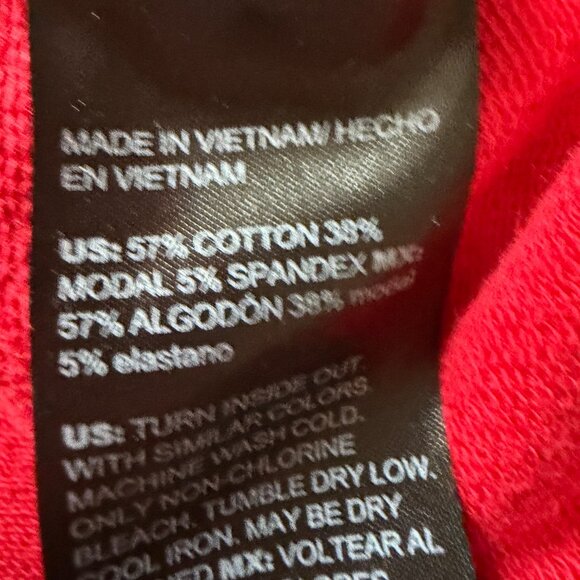 MADE IN VIETNAM/ HECHO
EN VIETNAM
US: 57% COTTON 38%
MODAL 5% SPANDEX MX:
57% ALGODÓN 38% modal
5% elastano
US: TURN INSIDE OUT.
WITH SIMILAR COLORS
MACHINE WASH COLD.
ONLY NON-CHLORINE
BLEACH. TUMBLE DRY LOW.
COOL IRON. MAY BE DRY
MX: VOLTEAR AL